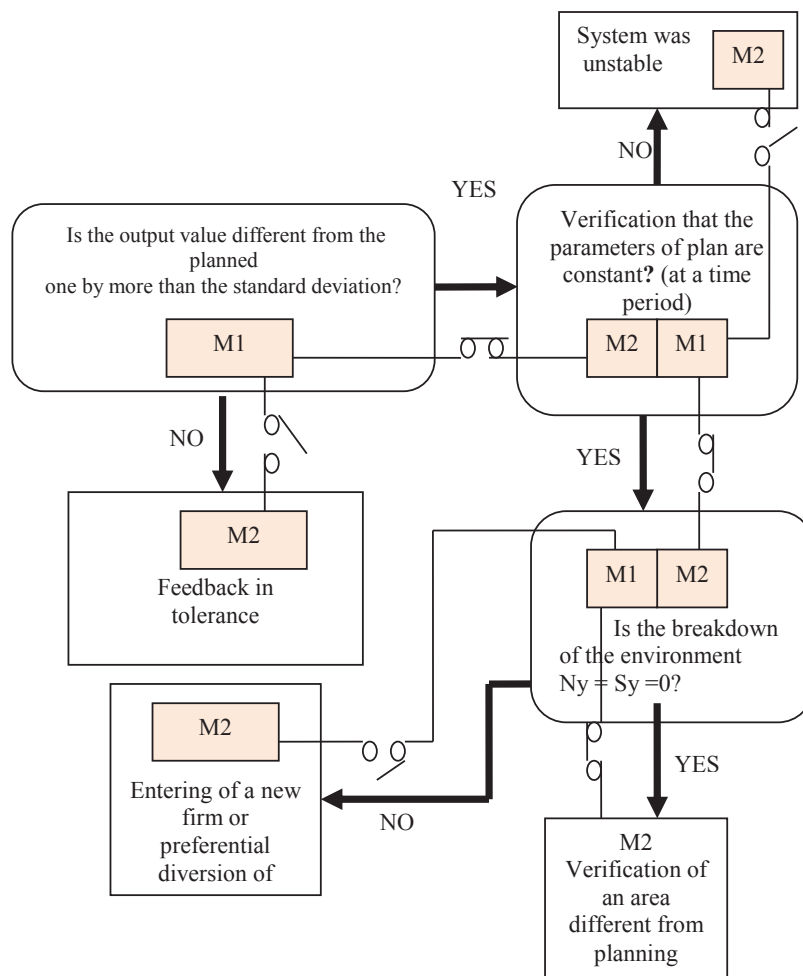 System was
unstable
M2
NO
YES
Is the output value different from the
planned
one by more than the standard deviation?
M1
Verification that the
parameters of plan are
constant? (at a time
period)
M2
M1
NO
YES
M2
Feedback in
tolerance
M1
M2
Is the breakdown
of the environment
Ny = Sy =0?
M2
Entering of a new
firm or
preferential
diversion of
NO
YES
M2
Verification of
an area
different from
planning